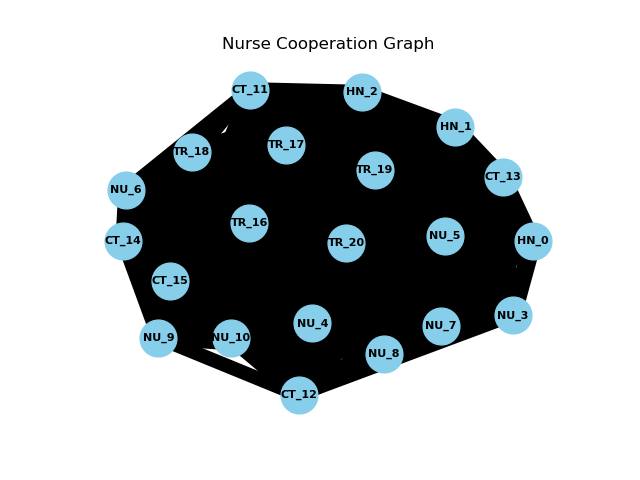 Nurse Cooperation Graph
CT_11
HN_2
HN_1
TR_17
TR_18
TR_19
CT_13
NU_6
TR_16
NU_5
CT_14
TR_20
HN_0
CT_15
NU_3
NU_4
NU_7
NU_9
NU_10
NU_8
CT_12